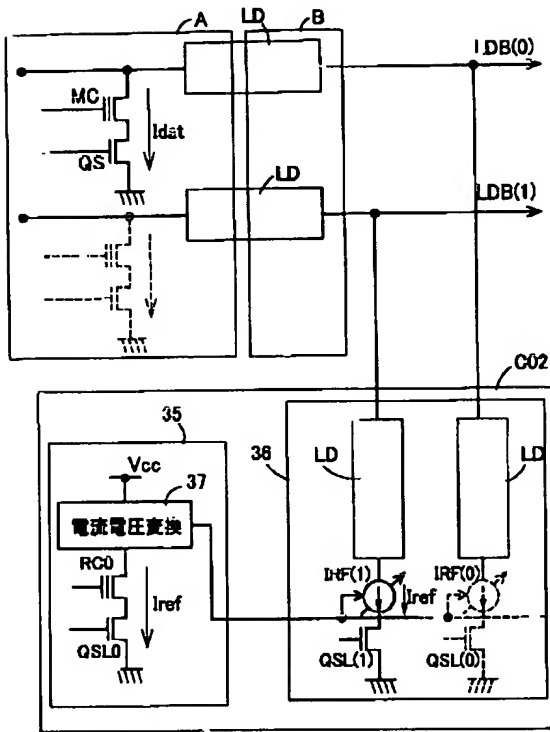 A
LD
B
LDB(0)
MC
Idat
QS
LD
LDB(1)
C02
35
36
Vcc
37
電流電圧変換
RC0
Iref
QSL0
LD
LD
IRF(1)
Iref
IRF(0)
QSL(1)
QSL(0)